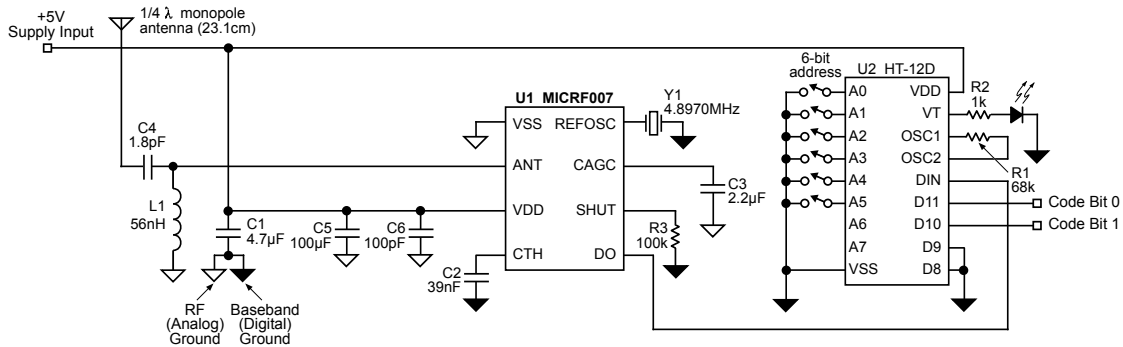 +5V
Supply Input
1/4 λ monopole
antenna (23.1cm)
C4
1.8pF
L1
56nH
C1
4.7μF
RF
(Analog)
Ground
Baseband
(Digital)
Ground
C5
100μF
C6
100pF
C2
39nF
U1 MICRF007
VSS
REFOSC
ANT
CAGC
VDD
SHUT
CTH
DO
Y1
4.8970MHz
C3
2.2μF
R3
100k
6-bit
address
U2 HT-12D
A0
A1
A2
A3
A4
A5
A6
A7
VSS
VDD
VT
OSC1
OSC2
DIN
D11
D10
D9
D8
R2
1k
R1
68k
Code Bit 0
Code Bit 1